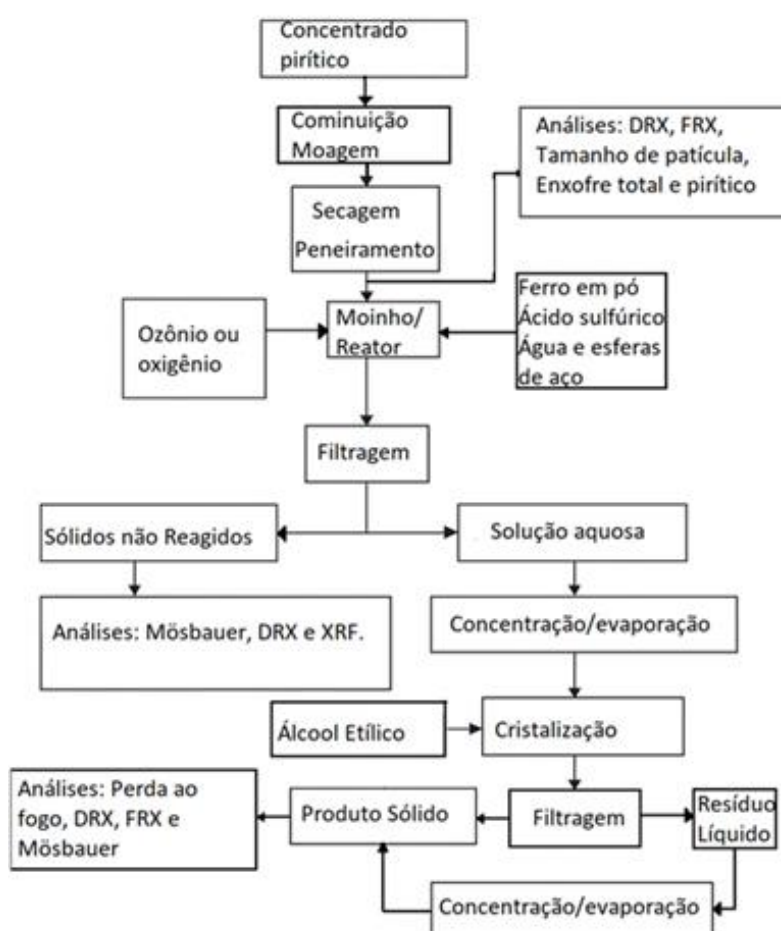 Concentrado
pirítico
Cominuição
Moagem
Análises: DRX, FRX,
Tamanho de patícula,
Enxofre total e pirítico
Secagem
Peneiramento
Ozônio ou
oxigênio
Moinho/
Reator
Ferro em pó
Ácido sulfúrico
Água e esferas
de aço
Filtragem
Sólidos não Reagidos
Solução aquosa
Análises: Mösbauer, DRX e XRF.
Concentração/evaporação
Álcool Etílico
Cristalização
Análises: Perda ao
fogo, DRX, FRX e
Mösbauer
Produto Sólido
Filtragem
Resíduo
Líquido
Concentração/evaporação